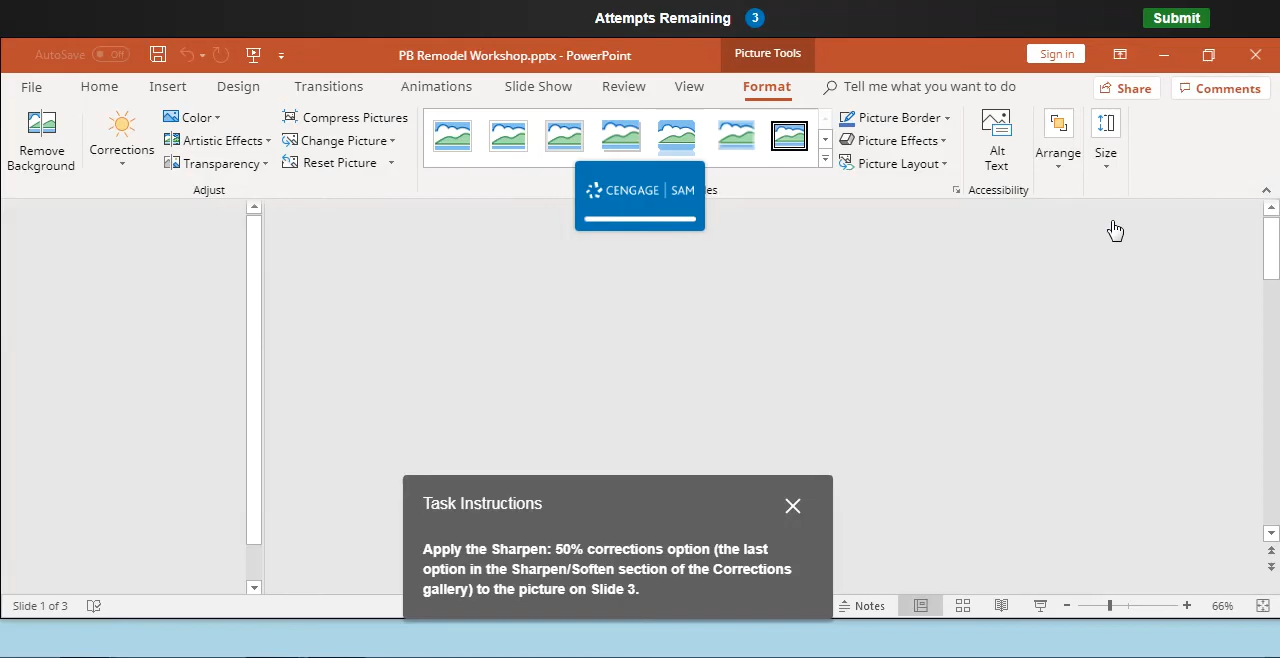 Attempts Remaining 3 Submit
AutoSave Off PB Remodel Workshop.pptx - PowerPoint Picture Tools Sign in
File Home Insert Design Transitions Animations Slide Show Review View Format Tell me what you want to do Share Comments
Remove Background
Corrections
Color
Artistic Effects
Transparency
Compress Pictures
Change Picture
Reset Picture
Adjust
Picture Border
Picture Effects
Picture Layout
Alt Text
Accessibility
Arrange
Size
CENGAGE | SAM
Task Instructions
Apply the Sharpen: 50% corrections option (the last
option in the Sharpen/Soften section of the Corrections
gallery) to the picture on Slide 3.
Slide 1 of 3 Notes 66%